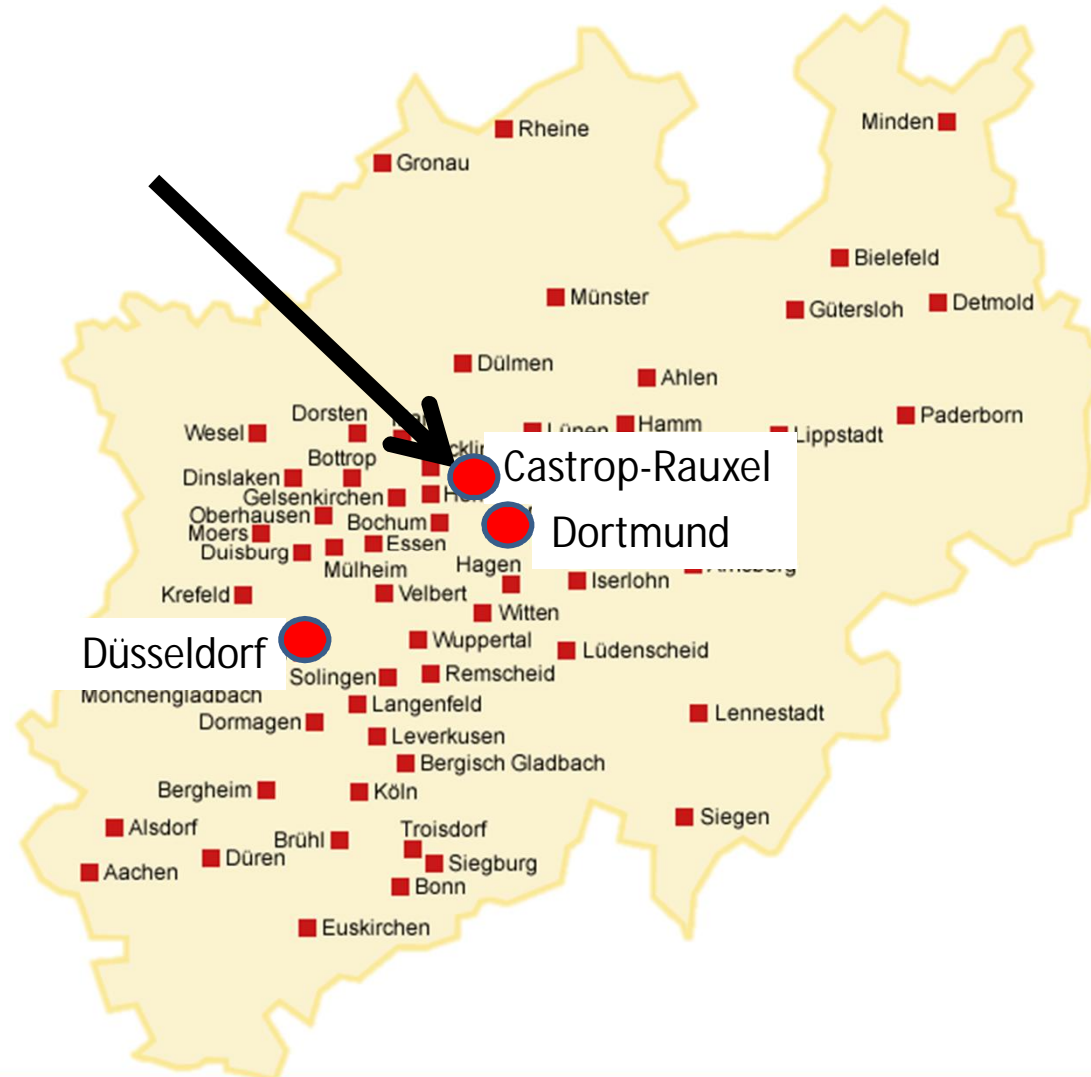 Rheine
Minden
Gronau
Bielefeld
Münster
Detmold
Gütersloh
Dülmen
Ahlen
Dorsten
Paderborn
Wesel
Lünen
Hamm
Lippstadt
Bottrop
Castrop-Rauxel
Dinslaken
Gelsenkirchen
Oberhausen
Bochum
Dortmund
Moers
Duisburg
Essen
Mülheim
Hagen
Iserlohn
Krefeld
Velbert
Witten
Düsseldorf
Wuppertal
Lüdenscheid
Solingen
Remscheid
Mönchengladbach
Langenfeld
Dormagen
Lennestadt
Leverkusen
Bergisch Gladbach
Bergheim
Köln
Siegen
Alsdorf
Brühl
Troisdorf
Düren
Siegburg
Aachen
Bonn
Euskirchen